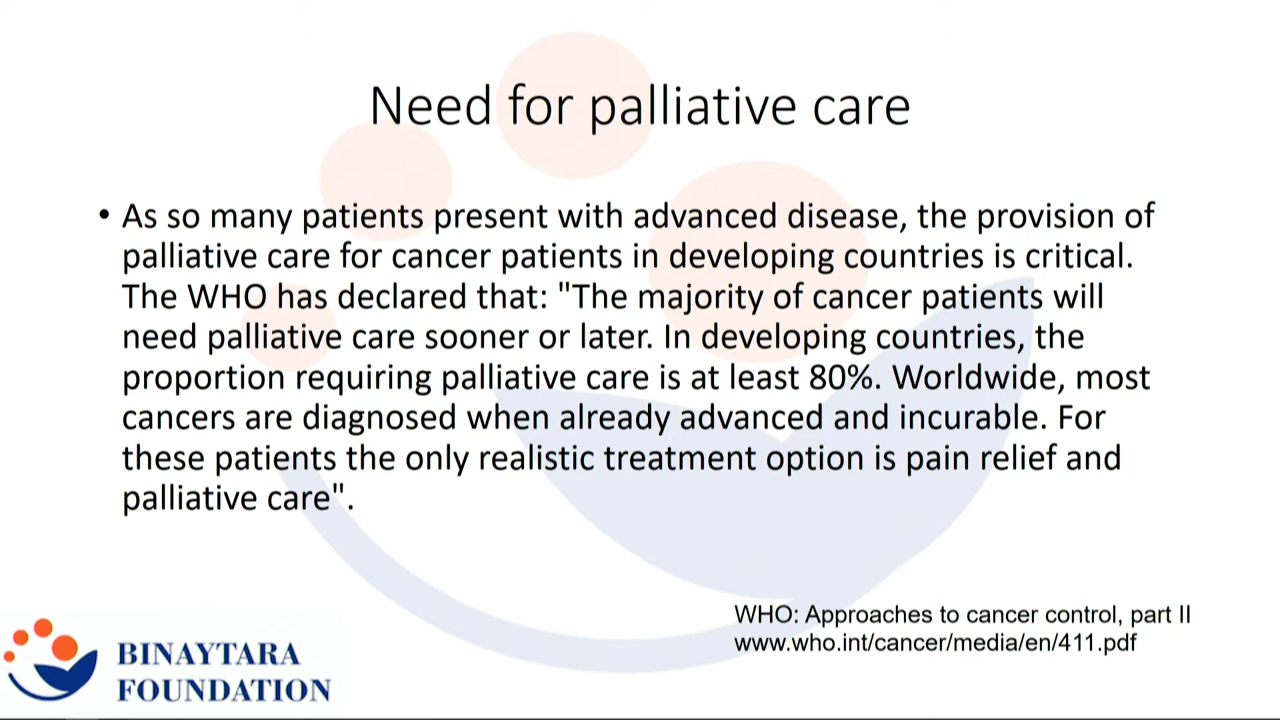 Need for palliative care
• As so many patients present with advanced disease, the provision of
palliative care for cancer patients in developing countries is critical.
The WHO has declared that: "The majority of cancer patients will
need palliative care sooner or later. In developing countries, the
proportion requiring palliative care is at least 80%. Worldwide, most
cancers are diagnosed when already advanced and incurable. For
these patients the only realistic treatment option is pain relief and
palliative care".
WHO: Approaches to cancer control, part II
www.who.int/cancer/media/en/411.pdf
BINAYTARA
FOUNDATION